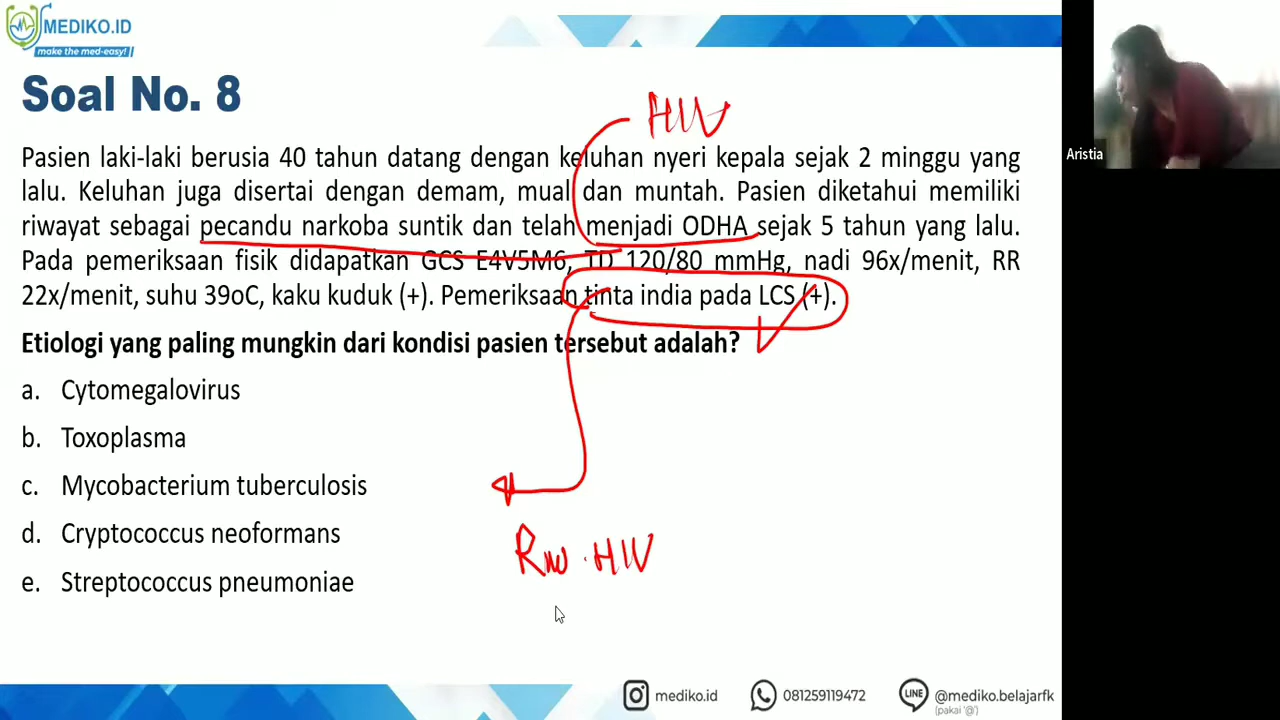 MEDIKO.ID
make the med-easy!
Soal No. 8
HIV
Pasien laki-laki berusia 40 tahun datang dengan keluhan nyeri kepala sejak 2 minggu yang
lalu. Keluhan juga disertai dengan demam, mual dan muntah. Pasien diketahui memiliki
riwayat sebagai pecandu narkoba suntik dan telah menjadi ODHA sejak 5 tahun yang lalu.
Pada pemeriksaan fisik didapatkan GCS E4V5M6, TD 120/80 mmHg, nadi 96x/menit, RR
22x/menit, suhu 39oC, kaku kuduk (+). Pemeriksaan tinta india pada LCS (+).
Etiologi yang paling mungkin dari kondisi pasien tersebut adalah?
a. Cytomegalovirus
b. Toxoplasma
c. Mycobacterium tuberculosis
d. Cryptococcus neoformans
e. Streptococcus pneumoniae
Rw. HIV
mediko.id
081259119472
LINE
@mediko.belajarfk
(pakai '@')
Aristia